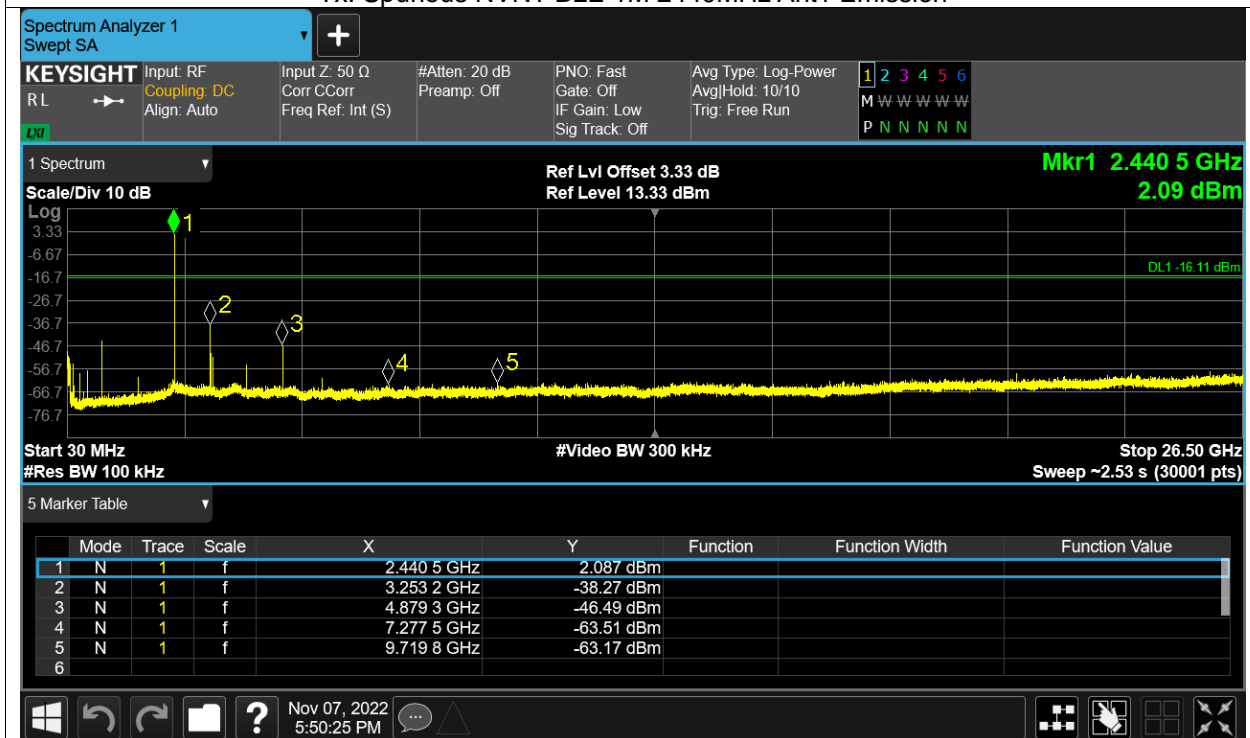 Tx. Spurious NVNT BLE 1M 2440MHz Ant1 Emission
Spectrum Analyzer 1
Swept SA
KEYSIGHT Input: RF Input Z: 50 Ω #Atten: 20 dB PNO: Fast Avg Type: Log-Power 1 2 3 4 5 6
RL Coupling: DC Corr CCorr Preamp: Off Gate: Off Avg|Hold: 10/10 M W W W W W W
Align: Auto Freq Ref: Int (S) IF Gain: Low Trig: Free Run
LXI Sig Track: Off P N N N N N N
1 Spectrum Ref Lvl Offset 3.33 dB Mkr1 2.440 5 GHz
Scale/Div 10 dB Ref Level 13.33 dBm 2.09 dBm
Log
1
3.33
-6.67
DL1 -16.11 dBm
-16.7
-26.7
2
-36.7
3
-46.7
4 5
-56.7
-66.7
-76.7
Start 30 MHz #Video BW 300 kHz Stop 26.50 GHz
#Res BW 100 kHz Sweep ~2.53 s (30001 pts)
5 Marker Table
Mode Trace Scale X Y Function Function Width Function Value
1 N 1 f 2.440 5 GHz 2.087 dBm
2 N 1 f 3.253 2 GHz -38.27 dBm
3 N 1 f 4.879 3 GHz -46.49 dBm
4 N 1 f 7.277 5 GHz -63.51 dBm
5 N 1 f 9.719 8 GHz -63.17 dBm
6
? Nov 07, 2022
5:50:25 PM